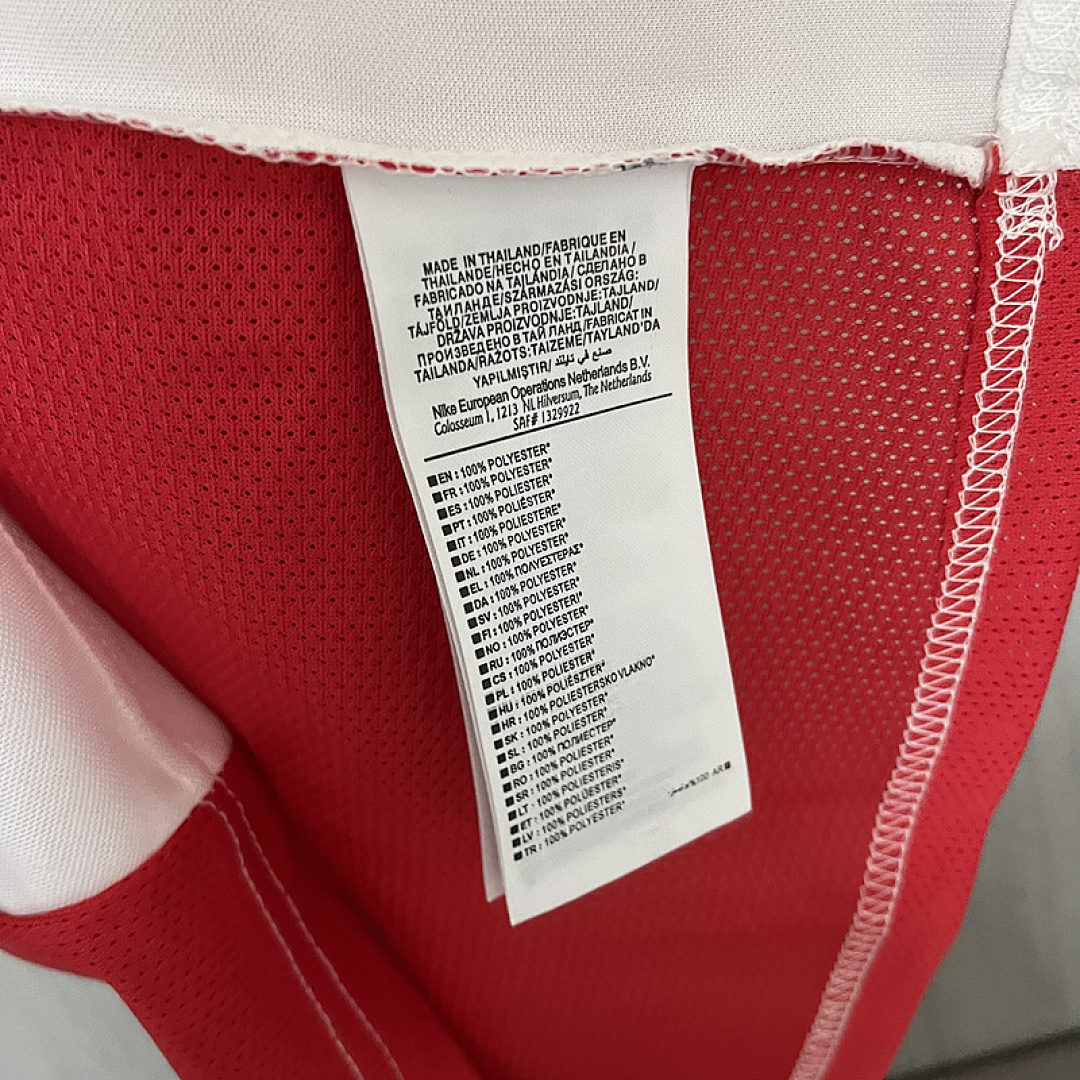 MADE IN THAILAND/FABRIQUE EN
THAILANDE/HECHO EN TAILANDIA /
FABRICADO NA TAJLÂNDIA / СДЕЛАНО В
ТАИЛАНДЕ/SZÁRMAZÁSI ORSZÁG:
TÁJFÖLD/ZEMLJA PROIZVODNJE:TAJLAND/
DRŽAVA PROIZVODNJE:TAJLAND/
ПРОИЗВЕДЕНО В ТАЙ ЛАНД/FABRICAT IN
TAILANDA/RAŽOTS:TAIZEME/TAYLAND'DA
YAPILMIŞTIR/ صنع في
Nike European Operations Netherlands B.V.
Colosseum 1, 1213 NL Hilversum, The Netherlands
SAF# 1329922
■EN : 100% POLYESTER*
■FR : 100% POLYESTER*
■ES : 100% POLIESTER*
■PT : 100% POLIÉSTER*
■IT : 100% POLIESTERE*
■DE : 100% POLYESTER*
■NL : 100% POLYESTER*
■EL : 100% ΠΟΛΥΕΣΤΕΡΑΣ*
■DA : 100% POLYESTER*
■SV : 100% POLYESTER*
■FI : 100% POLYESTERI*
■NO : 100% POLYESTER*
■RU : 100% ПОЛИЭСТЕР*
■CS : 100% POLYESTER*
■PL : 100% POLIESTER*
■HU : 100% POLIÉSZTER*
■HR : 100% POLIESTERSKO VLAKNO*
■SK : 100% POLYESTER*
■SL : 100% POLIESTER*
■BG : 100% ПОЛИЕСТЕР*
■RO : 100% POLIESTER*
■SR : 100% POLIESTER*
■LT : 100% POLIESTERIS*
■ET : 100% POLÜESTER*
■LV : 100% POLIESTERS*
■TR : 100% POLYESTER*
%100 AR■